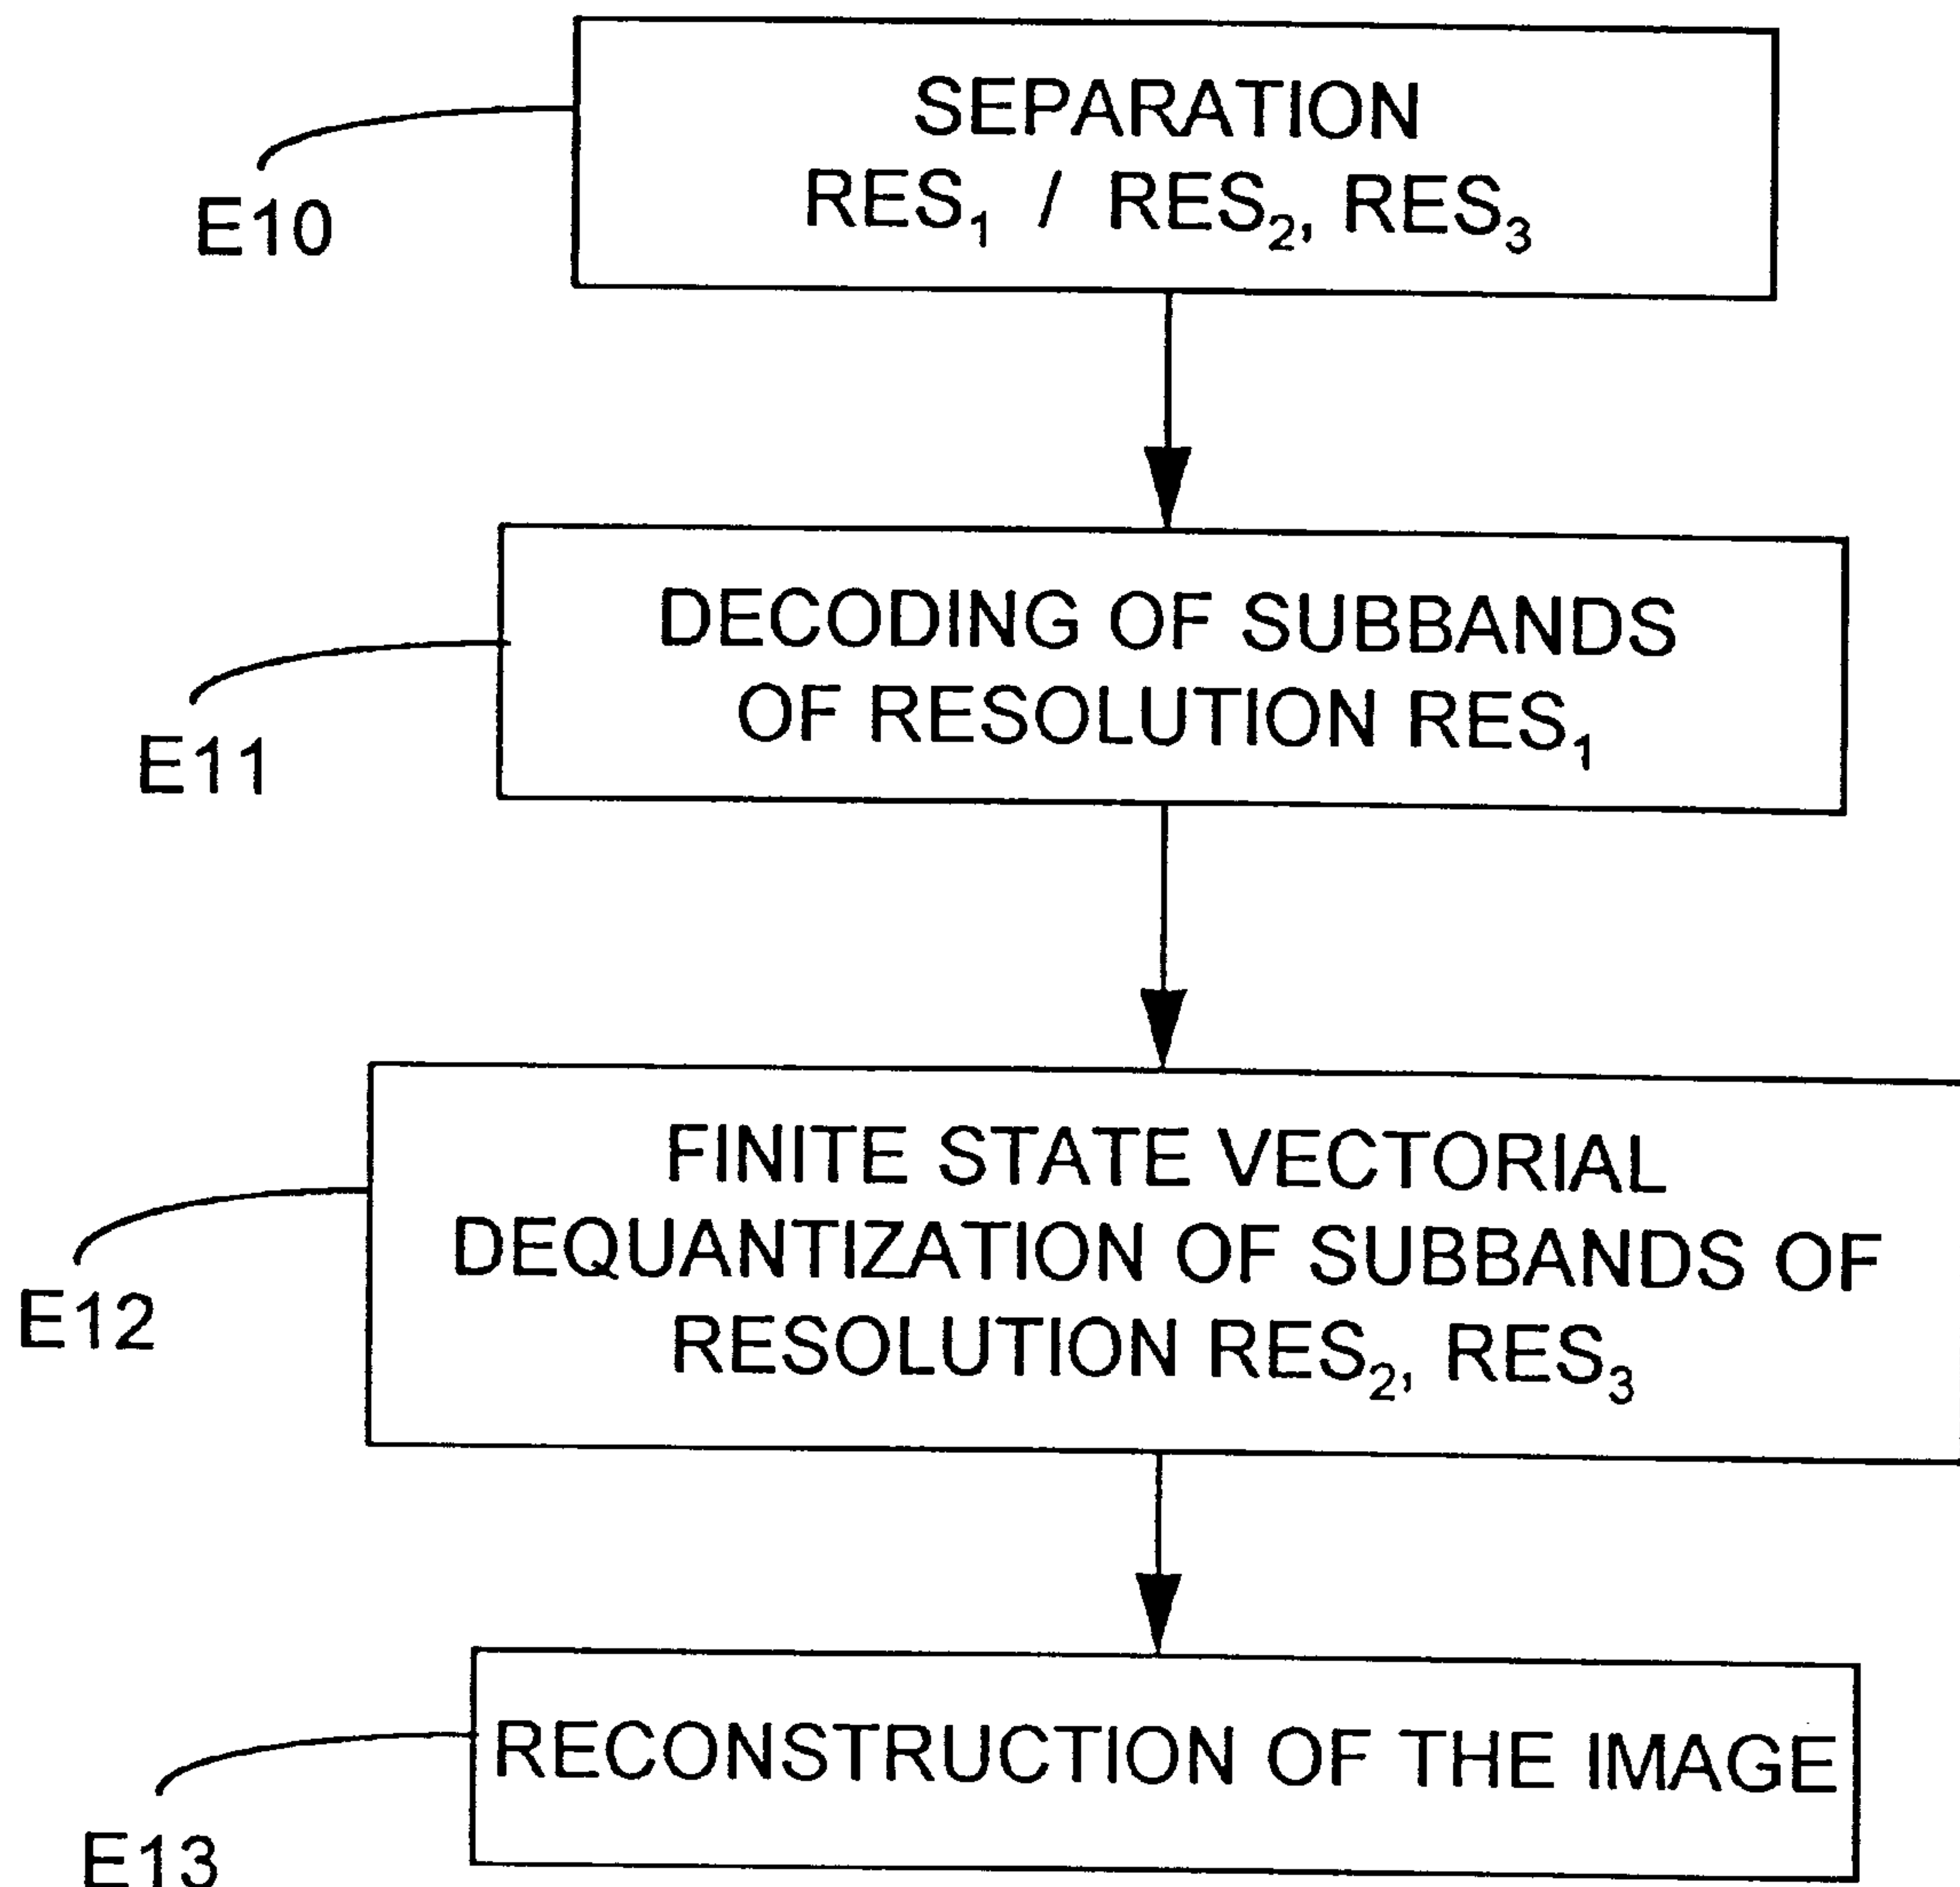 SEPARATION
RES₁ / RES₂, RES₃
E10
DECODING OF SUBBANDS
OF RESOLUTION RES₁
E11
FINITE STATE VECTORIAL
DEQUANTIZATION OF SUBBANDS OF
RESOLUTION RES₂, RES₃
E12
RECONSTRUCTION OF THE IMAGE
E13